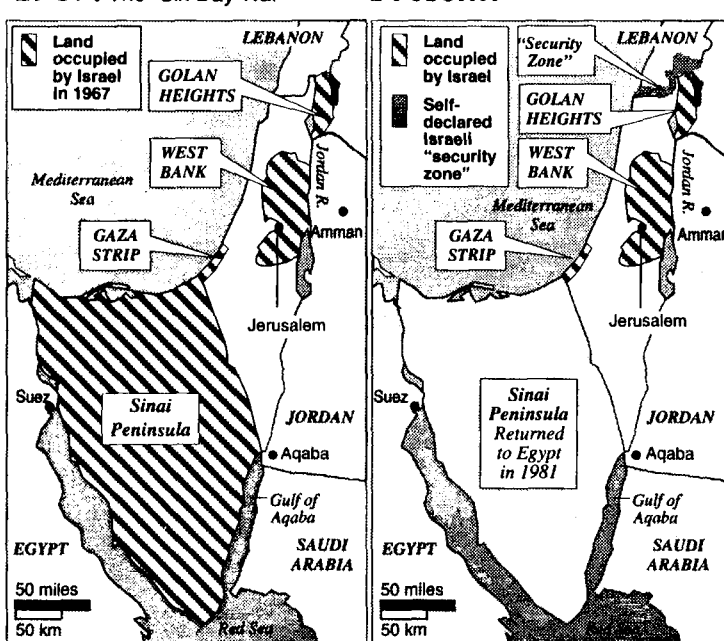 Land
occupied
by Israel
in 1967
LEBANON
GOLAN
HEIGHTS
WEST
BANK
Mediterranean
Sea
Jordan R.
Amman
GAZA
STRIP
Jerusalem
Suez
Sinai
Peninsula
JORDAN
Aqaba
Gulf of
Aqaba
EGYPT
SAUDI
ARABIA
50 miles
50 km
Red Sea
Land
occupied
by Israel
Self-
declared
Israeli
"security
zone"
LEBANON
"Security
Zone"
GOLAN
HEIGHTS
WEST
BANK
Jordan R.
Mediterranean
Sea
Amman
GAZA
STRIP
Jerusalem
Suez
Sinai
Peninsula
Returned
to Egypt
in 1981
JORDAN
Aqaba
Gulf of
Aqaba
EGYPT
SAUDI
ARABIA
50 miles
50 km
Red Sea